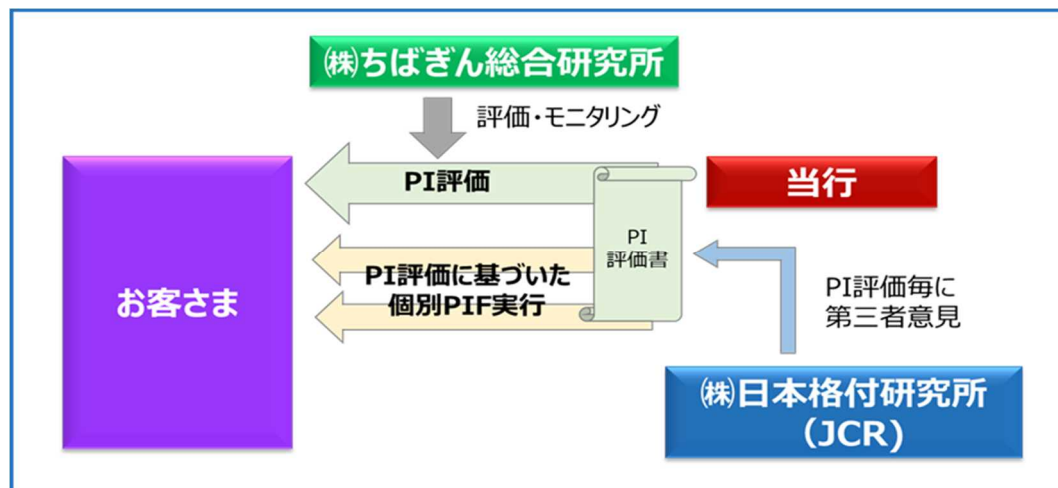 ㈱ちばぎん総合研究所
評価・モニタリング
PI評価
当行
PI
評価書
PI評価に基づいた
個別PIF実行
お客さま
PI評価毎に
第三者意見
㈱日本格付研究所
(JCR)